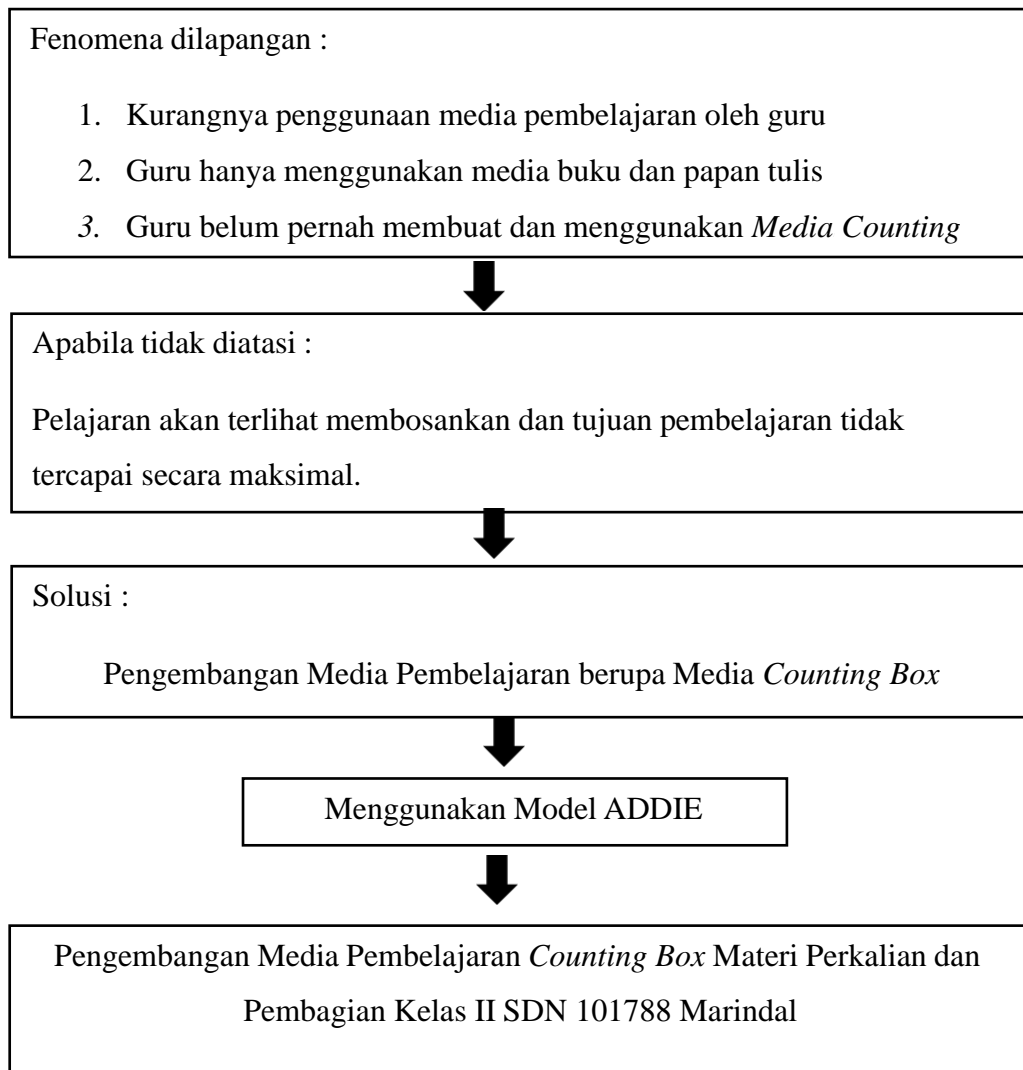 Fenomena dilapangan :
1. Kurangnya penggunaan media pembelajaran oleh guru
2. Guru hanya menggunakan media buku dan papan tulis
3. Guru belum pernah membuat dan menggunakan Media Counting
Apabila tidak diatasi :
Pelajaran akan terlihat membosankan dan tujuan pembelajaran tidak
tercapai secara maksimal.
Solusi :
Pengembangan Media Pembelajaran berupa Media Counting Box
Menggunakan Model ADDIE
Pengembangan Media Pembelajaran Counting Box Materi Perkalian dan
Pembagian Kelas II SDN 101788 Marindal